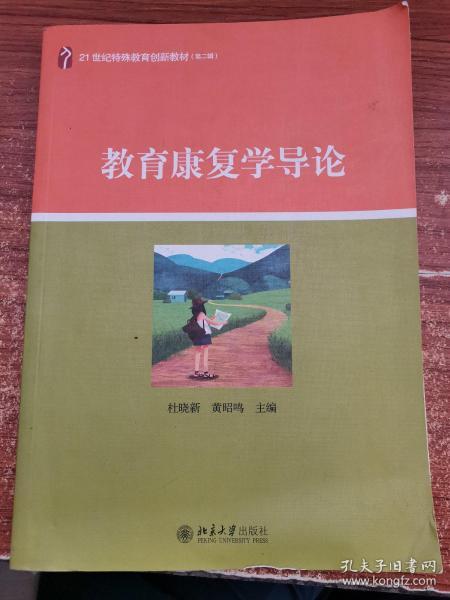 21世纪特殊教育创新教材(第二辑)
教育康复学导论
杜晓新 黄昭鸣 主编
北京大学出版社
PEKING UNIVERSITY PRESS
孔夫子旧书网
www.kongfz.com